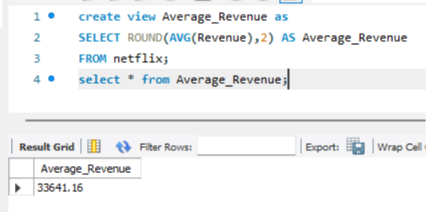 1 create view Average_Revenue as
2 SELECT ROUND(AVG(Revenue),2) AS Average_Revenue
3 FROM netflix;
4 select * from Average_Revenue;
Result Grid Filter Rows: Export: Wrap Cell
Average_Revenue
33641.16